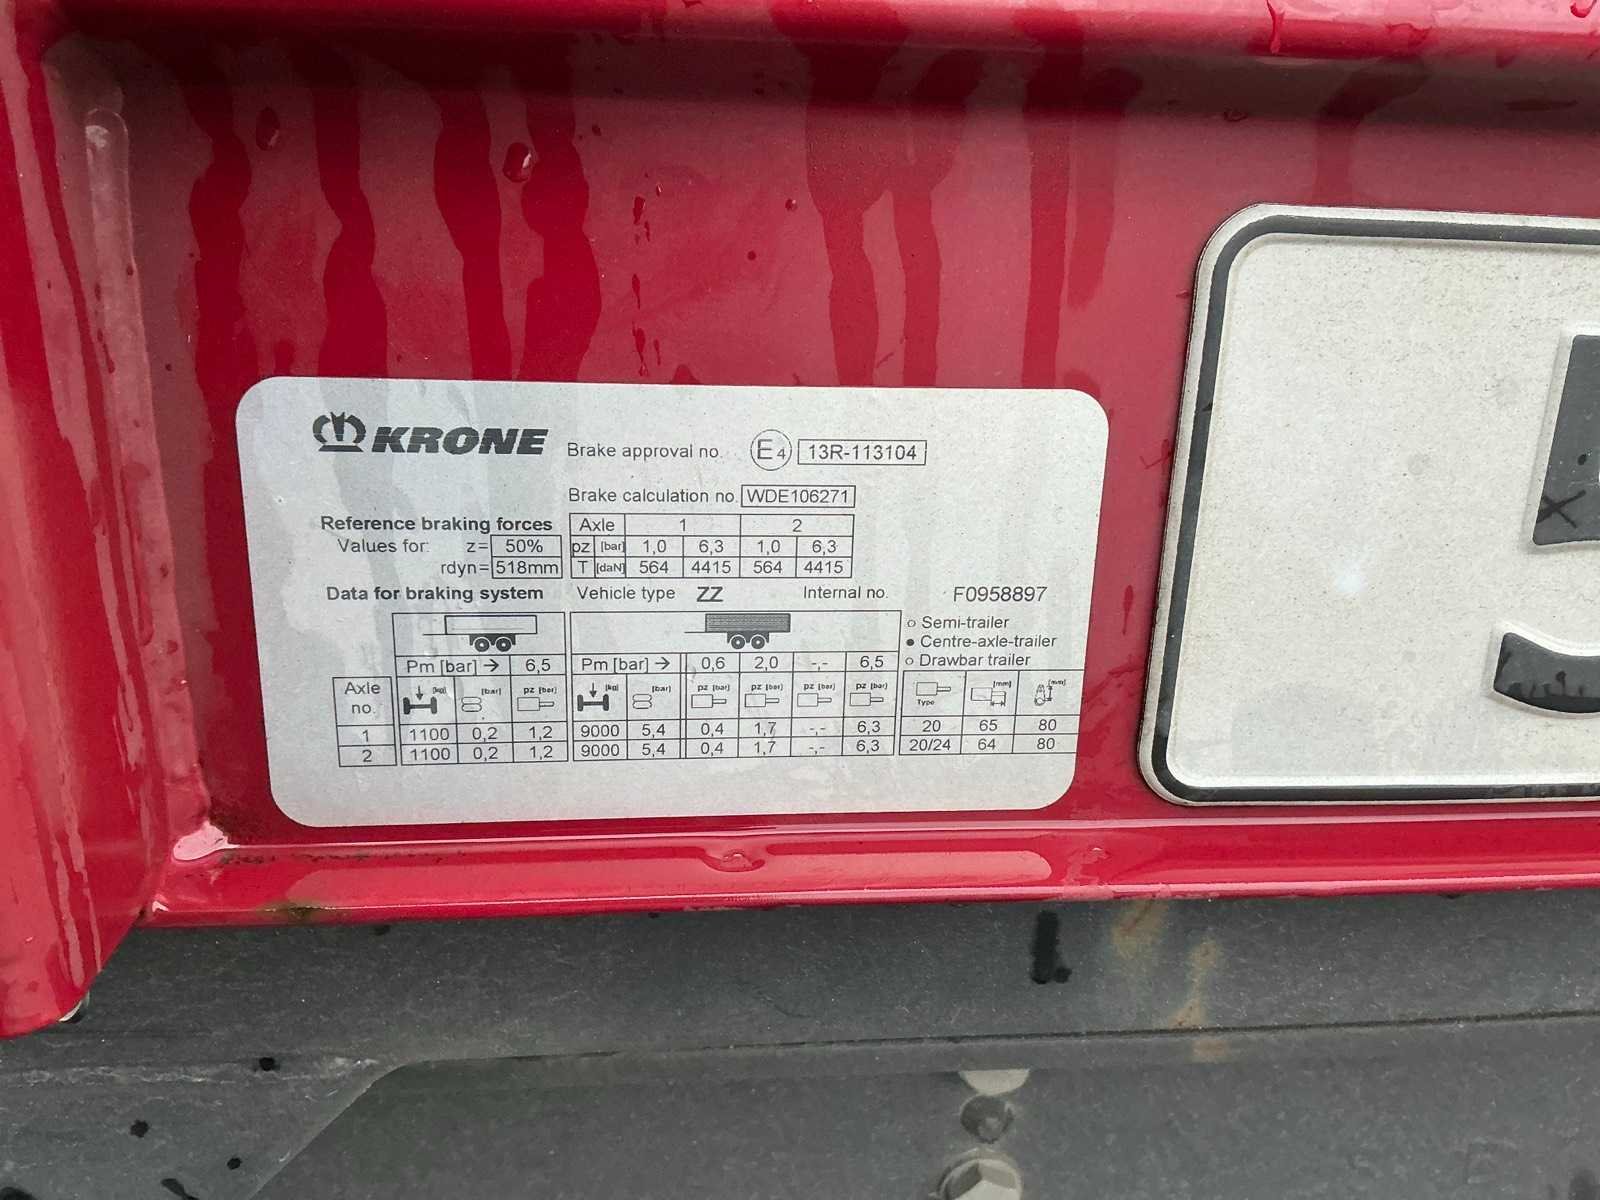 KRONE Brake approval no. E4 13R-113104
Brake calculation no. WDE106271
Reference braking forces Axle 1 2
Values for: z= 50% pz [bar] 1,0 6,3 1,0 6,3
rdyn= 518mm T [daN] 564 4415 564 4415
Data for braking system Vehicle type ZZ Internal no. F0958897
Semi-trailer
Centre-axle-trailer
Drawbar trailer
Pm [bar] → 6,5 Pm [bar] → 0,6 2,0 -,- 6,5
Axle no. [kg] [bar] pz [bar] [kg] [bar] pz [bar] pz [bar] pz [bar] pz [bar] Type [mm] [mm]
1 1100 0,2 1,2 9000 5,4 0,4 1,7 -,- 6,3 20 65 80
2 1100 0,2 1,2 9000 5,4 0,4 1,7 -,- 6,3 20/24 64 80